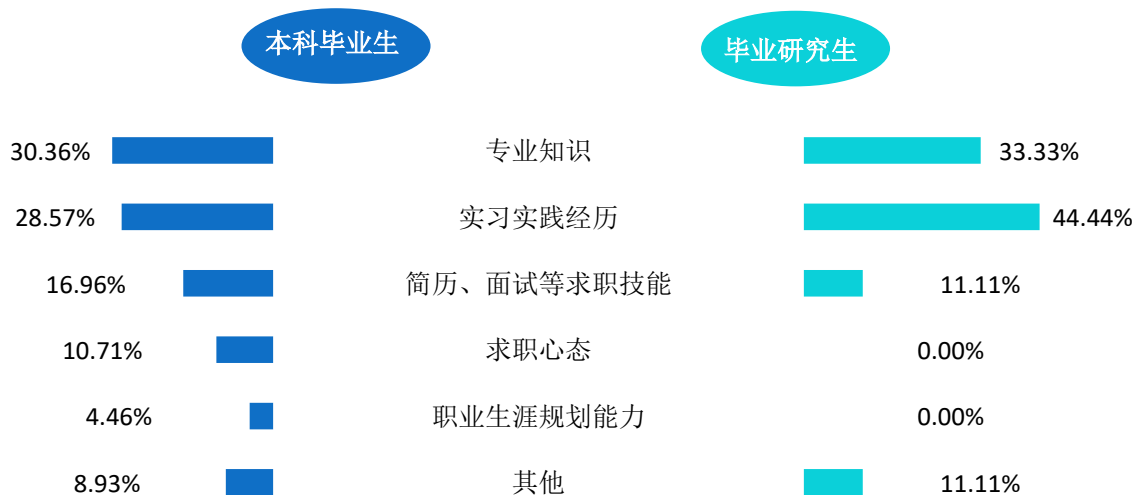 本科毕业生 毕业研究生
30.36% 专业知识 33.33%
28.57% 实习实践经历 44.44%
16.96% 简历、面试等求职技能 11.11%
10.71% 求职心态 0.00%
4.46% 职业生涯规划能力 0.00%
8.93% 其他 11.11%